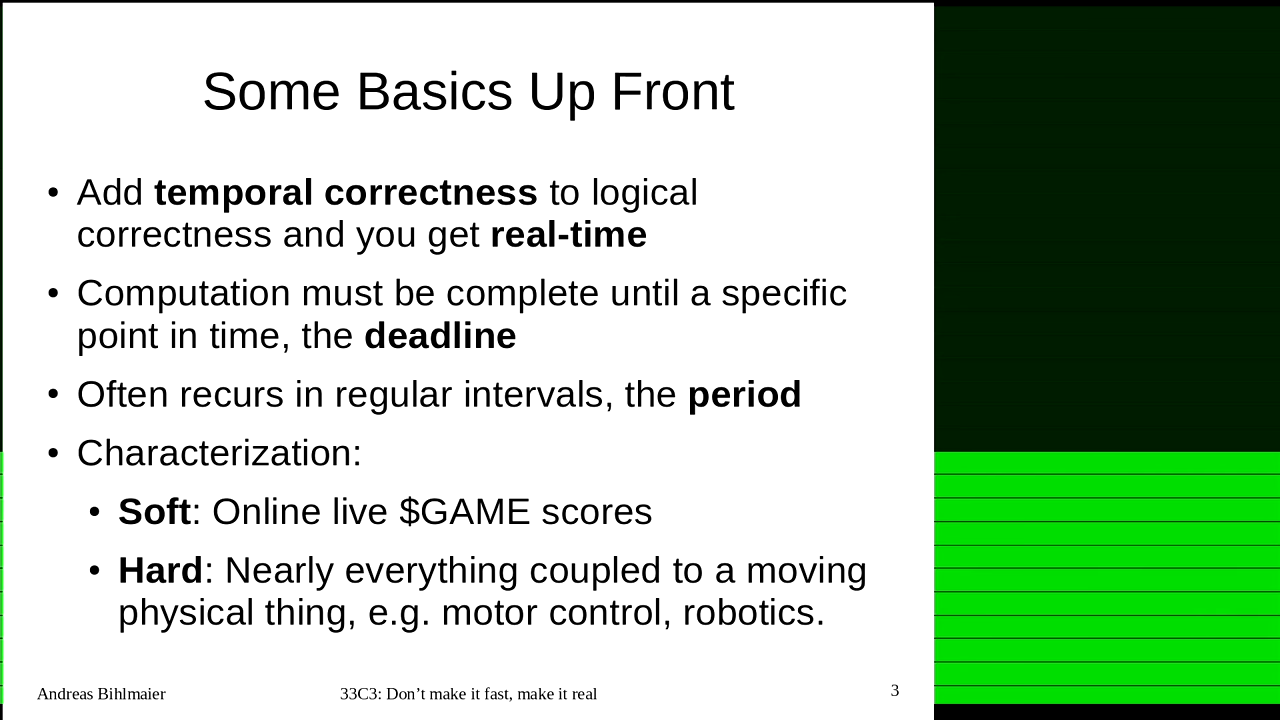 Some Basics Up Front
• Add temporal correctness to logical
correctness and you get real-time
• Computation must be complete until a specific
point in time, the deadline
• Often recurs in regular intervals, the period
• Characterization:
• Soft: Online live $GAME scores
• Hard: Nearly everything coupled to a moving
physical thing, e.g. motor control, robotics.
Andreas Bihlmaier
33C3: Don’t make it fast, make it real
3